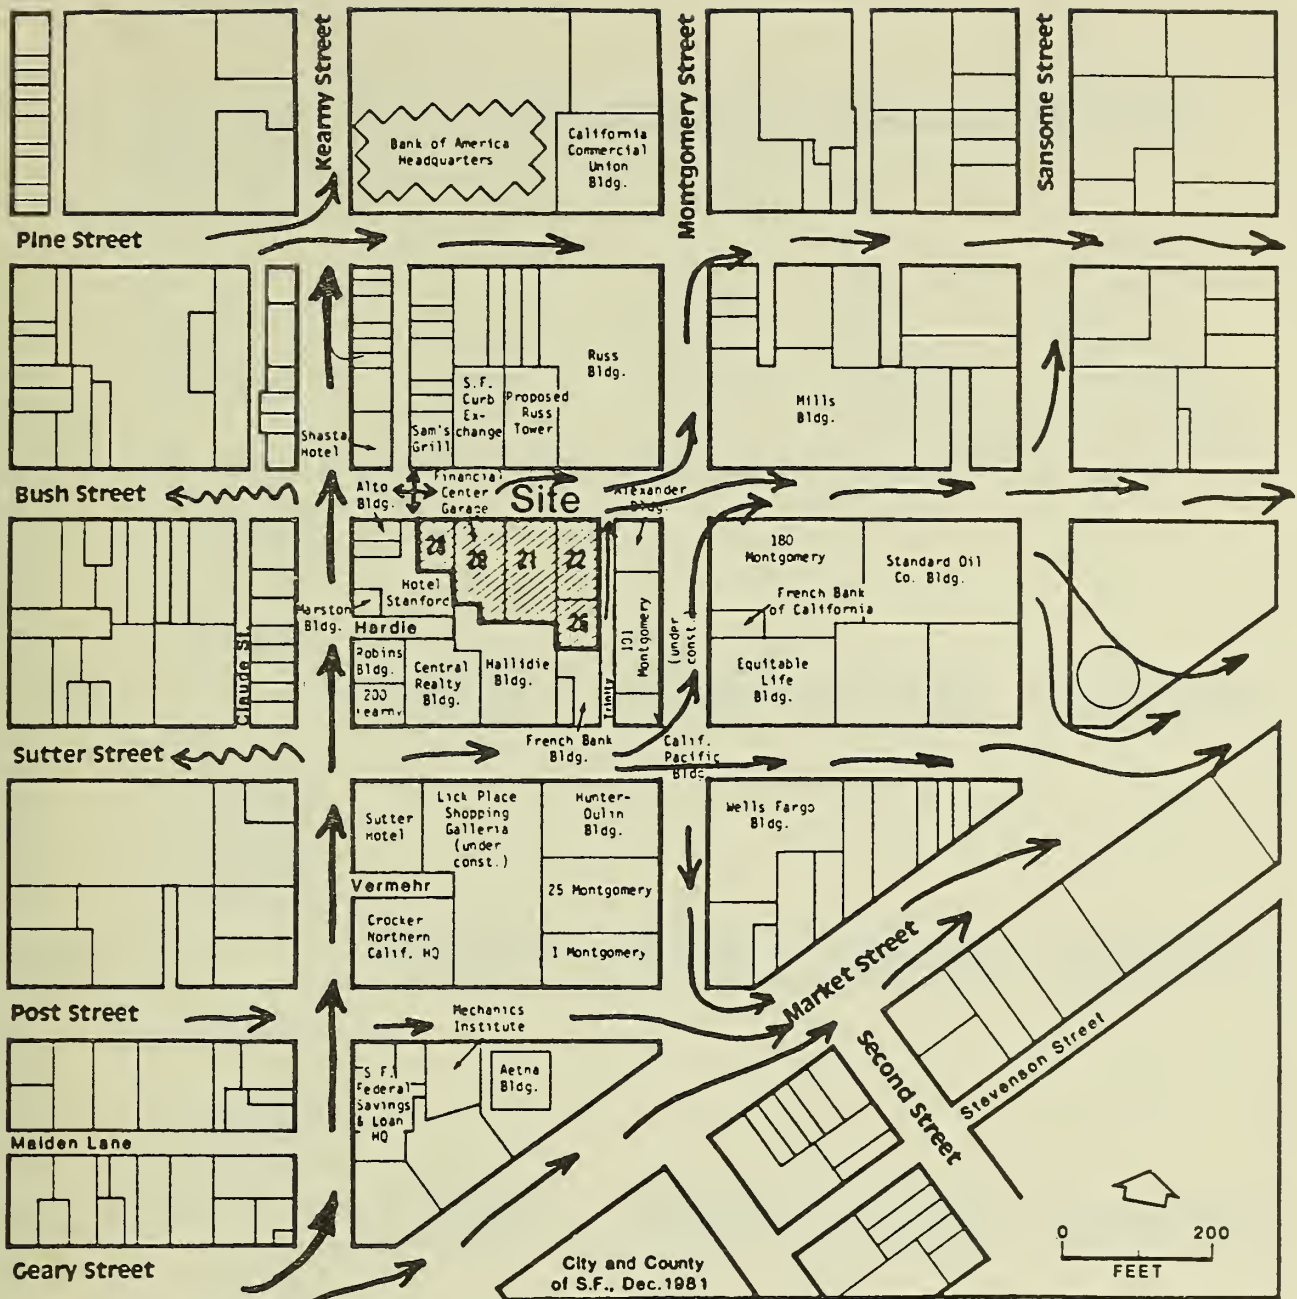 Kearny Street
Montgomery Street
Sansome Street
Bank of America
Headquarters
California
Commercial
Union
Bldg.
Pine Street
Russ
Bldg.
S.F.
Curb
Ex-
change
Proposed
Russ
Tower
Mills
Bldg.
Shasta
Hotel
Sam's
Grill
Bush Street
Alto
Bldg.
Financial
Center
Garage
Site
Alexander
Bldg.
28
20
21
22
26
180
Montgomery
Standard Oil
Co. Bldg.
French Bank
of California
Hotel
Stanford
Marston
Bldg.
Hardie
Claude St.
Robins
Bldg.
200
Kearny
Central
Realty
Bldg.
Hallidie
Bldg.
Trinity
101
Montgomery
(under
const.)
Equitable
Life
Bldg.
Sutter Street
French Bank
Bldg.
Calif.
Pacific
Bldg
Sutter
Hotel
Lick Place
Shopping
Galleria
(under
const.)
Hunter-
Dulin
Bldg.
Wells Fargo
Bldg.
Vermehr
25 Montgomery
Crocker
Northern
Calif. HQ
1 Montgomery
Post Street
Mechanics
Institute
Market Street
Second Street
Stevenson Street
S.F.
Federal
Savings
& Loan
HQ
Aetna
Bldg.
Maiden Lane
Geary Street
City and County
of S.F., Dec.1981
0 200
FEET